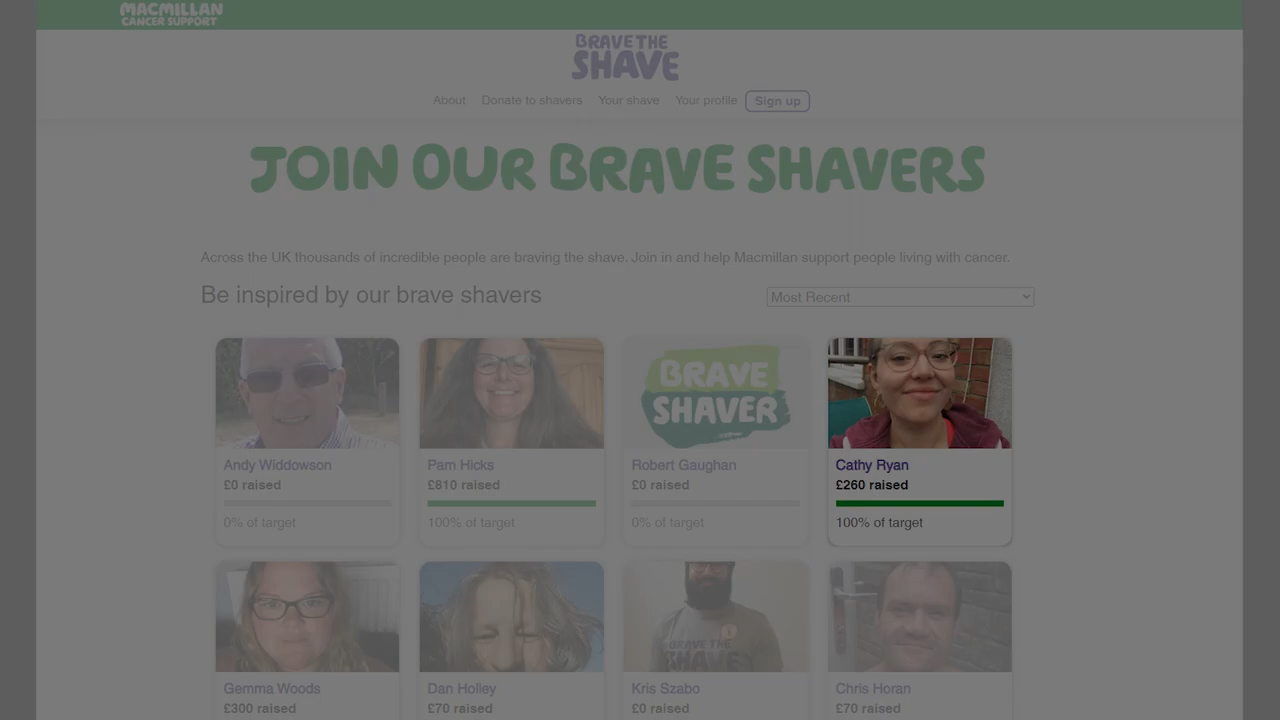 MACMILLAN
CANCER SUPPORT
BRAVE THE
SHAVE
About Donate to shavers Your shave Your profile Sign up
JOIN OUR BRAVE SHAVERS
Across the UK thousands of incredible people are braving the shave. Join in and help Macmillan support people living with cancer.
Be inspired by our brave shavers
Most Recent
BRAVE
SHAVER
Andy Widdowson
£0 raised
0% of target
Pam Hicks
£810 raised
100% of target
Robert Gaughan
£0 raised
0% of target
Cathy Ryan
£260 raised
100% of target
BRAVE THE
SHAVE
Gemma Woods
£300 raised
Dan Holley
£70 raised
Kris Szabo
£0 raised
Chris Horan
£70 raised